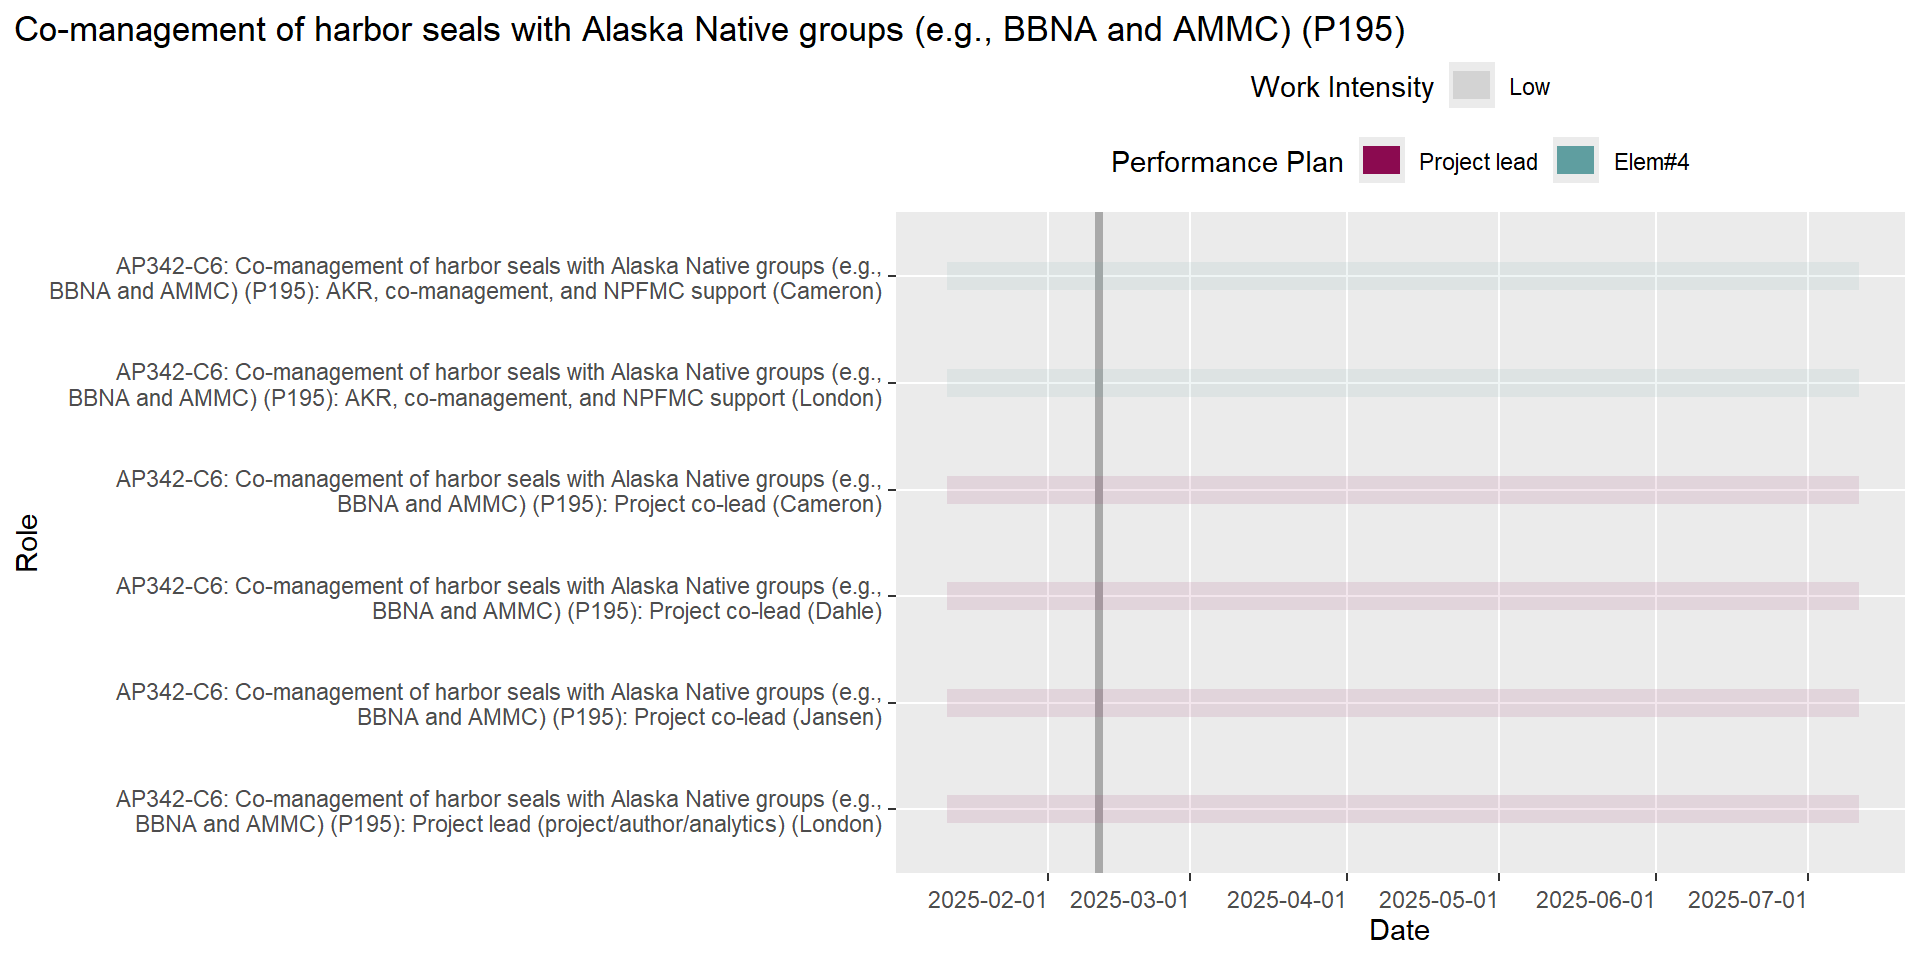 Co-management of harbor seals with Alaska Native groups (e.g., BBNA and AMMC) (P195)
Work Intensity Low
Performance Plan Project lead Elem#4
AP342-C6: Co-management of harbor seals with Alaska Native groups (e.g.,
BBNA and AMMC) (P195): AKR, co-management, and NPFMC support (Cameron)
AP342-C6: Co-management of harbor seals with Alaska Native groups (e.g.,
BBNA and AMMC) (P195): AKR, co-management, and NPFMC support (London)
AP342-C6: Co-management of harbor seals with Alaska Native groups (e.g.,
BBNA and AMMC) (P195): Project co-lead (Cameron)
AP342-C6: Co-management of harbor seals with Alaska Native groups (e.g.,
BBNA and AMMC) (P195): Project co-lead (Dahle)
AP342-C6: Co-management of harbor seals with Alaska Native groups (e.g.,
BBNA and AMMC) (P195): Project co-lead (Jansen)
AP342-C6: Co-management of harbor seals with Alaska Native groups (e.g.,
BBNA and AMMC) (P195): Project lead (project/author/analytics) (London)
Role
2025-02-01 2025-03-01 2025-04-01 2025-05-01 2025-06-01 2025-07-01
Date